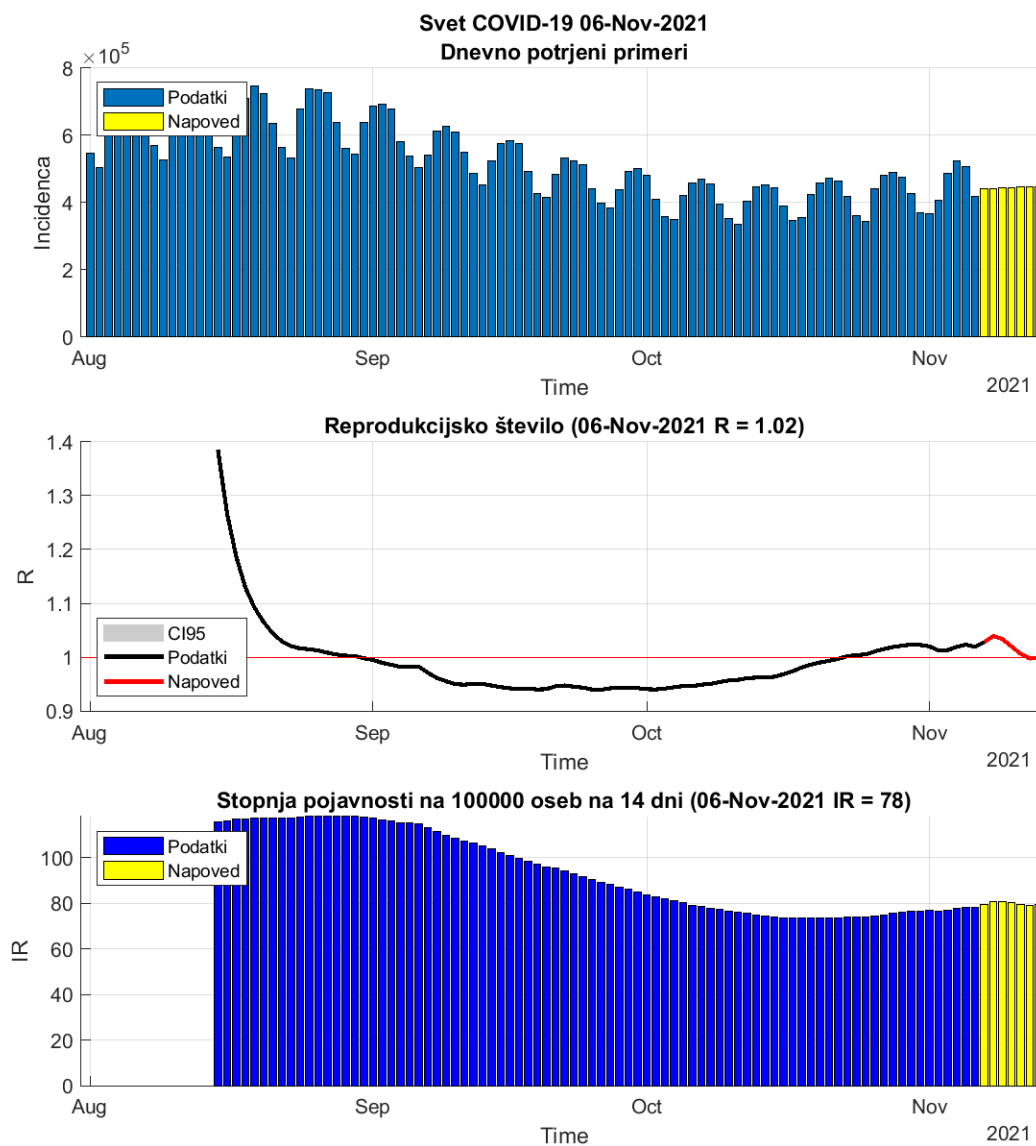 Svet COVID-19 06-Nov-2021
Dnevno potrjeni primeri
×10⁵
8
6
4
2
0
Incidenca
Podatki
Napoved
Aug
Sep
Oct
Nov
Time
2021
Reprodukcijsko število (06-Nov-2021 R = 1.02)
1.4
1.3
1.2
1.1
1
0.9
R
CI95
Podatki
Napoved
Aug
Sep
Oct
Nov
Time
2021
Stopnja pojavnosti na 100000 oseb na 14 dni (06-Nov-2021 IR = 78)
100
80
60
40
20
0
IR
Podatki
Napoved
Aug
Sep
Oct
Nov
Time
2021